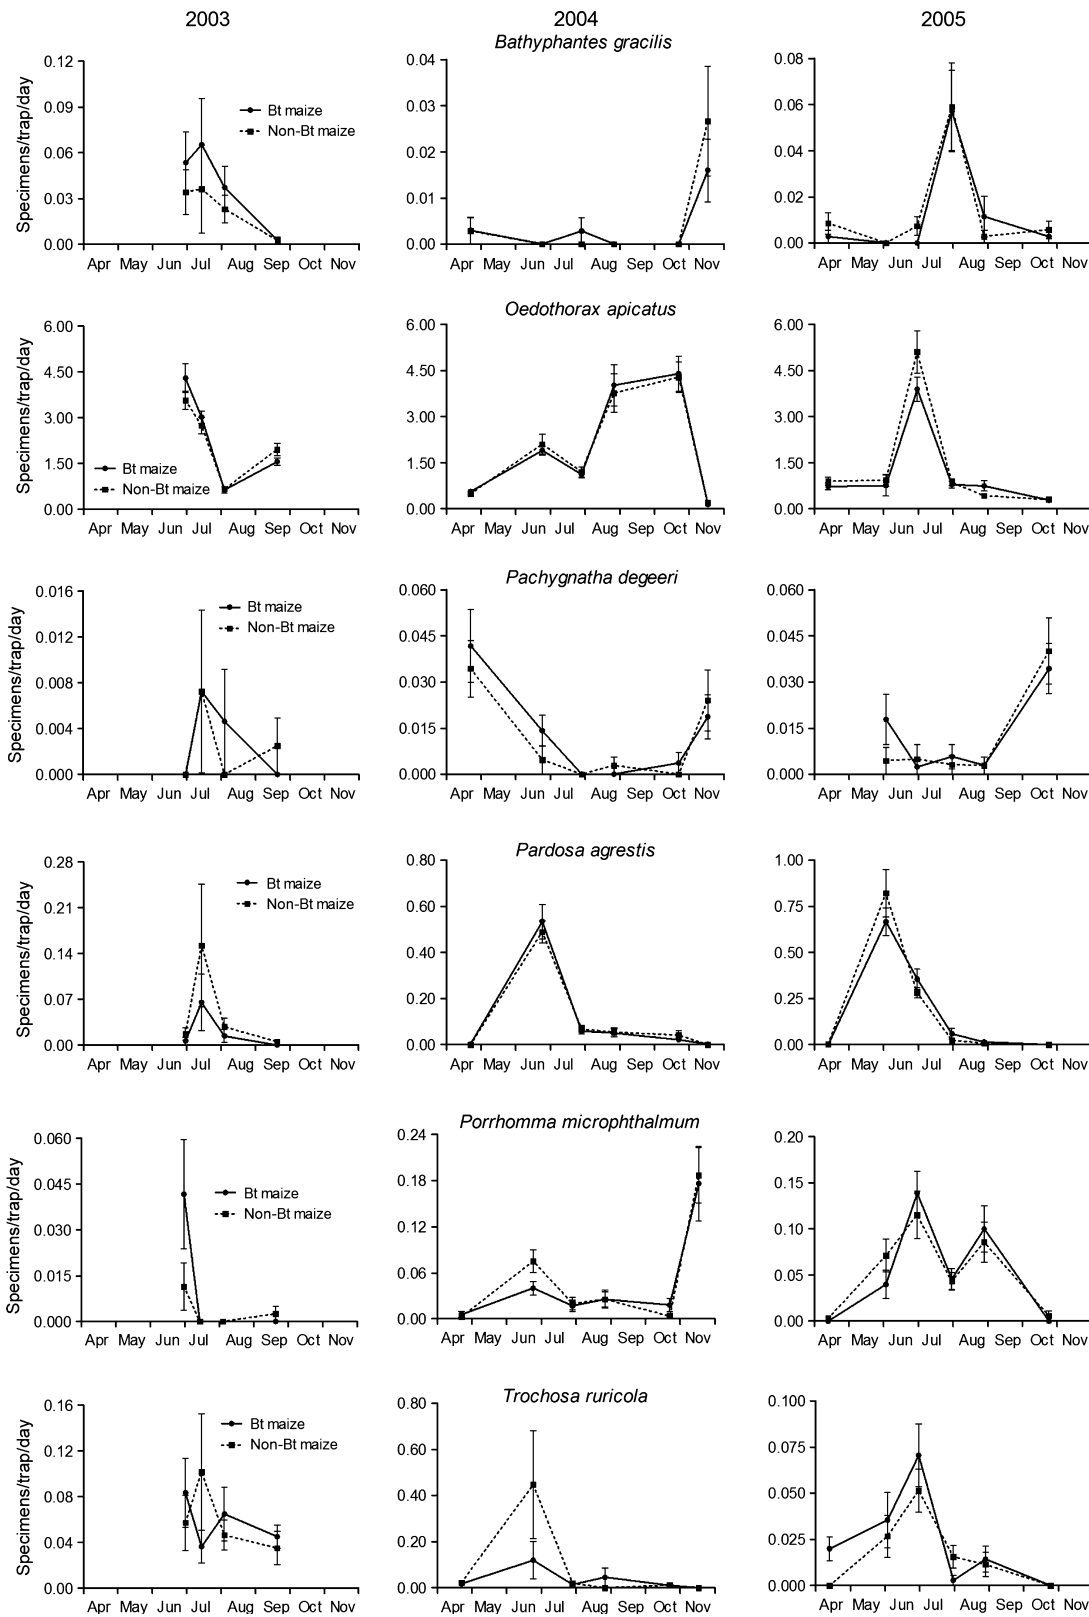 2003 2004 2005
Bathyphantes gracilis
Specimens/trap/day
0.12 0.09 0.06 0.03 0.00
Bt maize
Non-Bt maize
Apr May Jun Jul Aug Sep Oct Nov
0.04 0.03 0.02 0.01 0.00
Apr May Jun Jul Aug Sep Oct Nov
0.08 0.06 0.04 0.02 0.00
Apr May Jun Jul Aug Sep Oct Nov
Oedothorax apicatus
Specimens/trap/day
6.00 4.50 3.00 1.50 0.00
Bt maize
Non-Bt maize
Apr May Jun Jul Aug Sep Oct Nov
6.00 4.50 3.00 1.50 0.00
Apr May Jun Jul Aug Sep Oct Nov
6.00 4.50 3.00 1.50 0.00
Apr May Jun Jul Aug Sep Oct Nov
Pachygnatha degeeri
Specimens/trap/day
0.016 0.012 0.008 0.004 0.000
Bt maize
Non-Bt maize
Apr May Jun Jul Aug Sep Oct Nov
0.060 0.045 0.030 0.015 0.000
Apr May Jun Jul Aug Sep Oct Nov
0.060 0.045 0.030 0.015 0.000
Apr May Jun Jul Aug Sep Oct Nov
Pardosa agrestis
Specimens/trap/day
0.28 0.21 0.14 0.07 0.00
Bt maize
Non-Bt maize
Apr May Jun Jul Aug Sep Oct Nov
0.80 0.60 0.40 0.20 0.00
Apr May Jun Jul Aug Sep Oct Nov
1.00 0.75 0.50 0.25 0.00
Apr May Jun Jul Aug Sep Oct Nov
Porrhomma microphthalmum
Specimens/trap/day
0.060 0.045 0.030 0.015 0.000
Bt maize
Non-Bt maize
Apr May Jun Jul Aug Sep Oct Nov
0.24 0.18 0.12 0.06 0.00
Apr May Jun Jul Aug Sep Oct Nov
0.20 0.15 0.10 0.05 0.00
Apr May Jun Jul Aug Sep Oct Nov
Trochosa ruricola
Specimens/trap/day
0.16 0.12 0.08 0.04 0.00
Bt maize
Non-Bt maize
Apr May Jun Jul Aug Sep Oct Nov
0.80 0.60 0.40 0.20 0.00
Apr May Jun Jul Aug Sep Oct Nov
0.100 0.075 0.050 0.025 0.000
Apr May Jun Jul Aug Sep Oct Nov